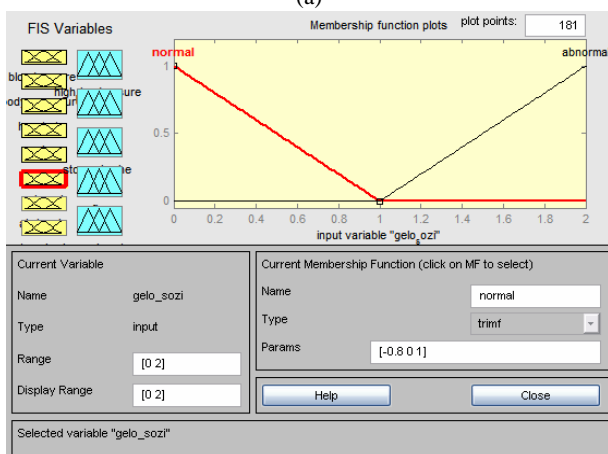 (a)
FIS Variables
Membership function plots
plot points:
181
normal
abnorma
1
0.5
0
0 0.2 0.4 0.6 0.8 1 1.2 1.4 1.6 1.8 2
input variable "gelo_sozi"
Current Variable
Name gelo_sozi
Type input
Range [0 2]
Display Range [0 2]
Current Membership Function (click on MF to select)
Name normal
Type trimf
Params [-0.8 0 1]
Help
Close
Selected variable "gelo_sozi"